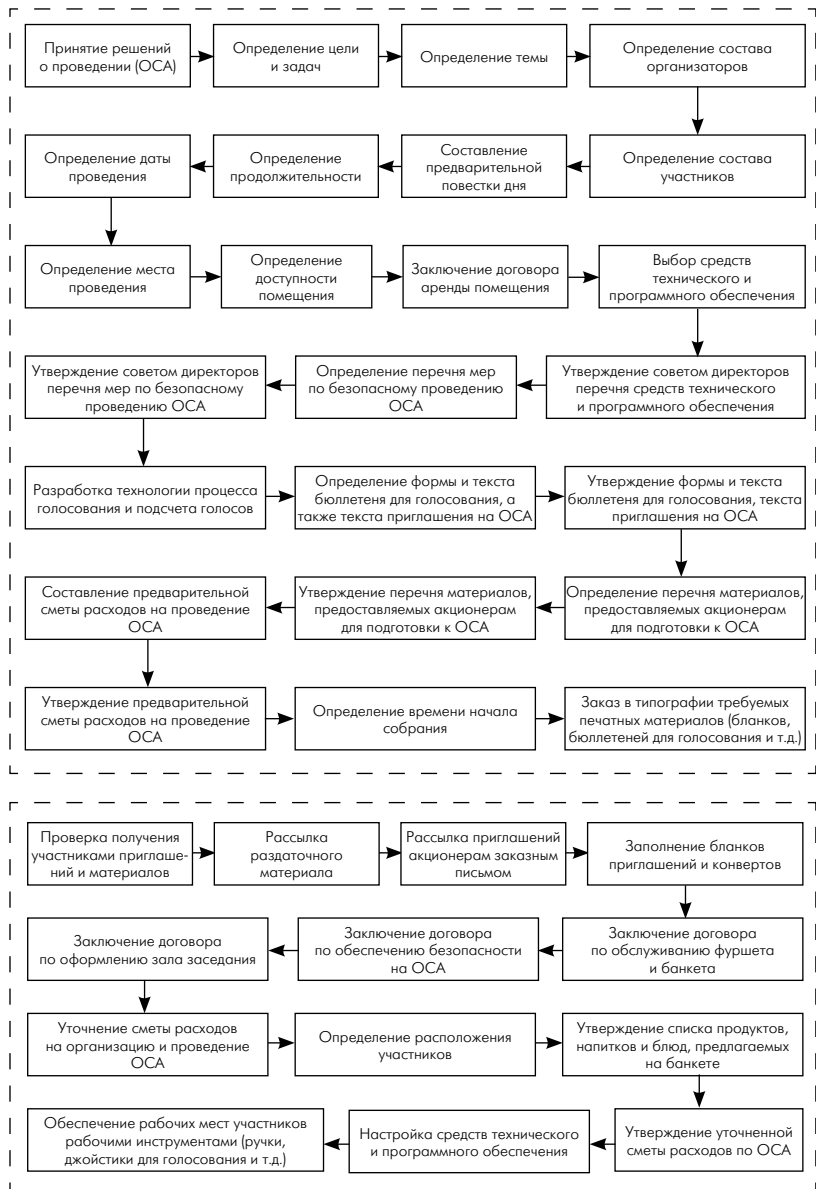 Принятие решений
о проведении (ОСА)
Определение цели
и задач
Определение темы
Определение состава
организаторов
Определение даты
проведения
Определение
продолжительности
Составление
предварительной
повестки дня
Определение состава
участников
Определение места
проведения
Определение
доступности
помещения
Заключение договора
аренды помещения
Выбор средств
технического и
программного обеспечения
Утверждение советом директоров
перечня мер по безопасному
проведению ОСА
Определение перечня мер
по безопасному проведению
ОСА
Утверждение советом директоров
перечня средств технического
и программного обеспечения
Разработка технологии процесса
голосования и подсчета голосов
Определение формы и текста
бюллетеня для голосования, а
также текста приглашения на ОСА
Утверждение формы и текста
бюллетеня для голосования, текста
приглашения на ОСА
Составление предварительной
сметы расходов на проведение
ОСА
Утверждение перечня материалов,
предоставляемых акционерам
для подготовки к ОСА
Определение перечня материалов,
предоставляемых акционерам
для подготовки к ОСА
Утверждение предварительной
сметы расходов на проведение
ОСА
Определение времени начала
собрания
Заказ в типографии требуемых
печатных материалов (бланков,
бюллетеней для голосования и т.д.)
Проверка получения
участниками приглаше-
ний и материалов
Рассылка
раздаточного
материала
Рассылка приглашений
акционерам заказным
письмом
Заполнение бланков
приглашений и конвертов
Заключение договора
по оформлению зала заседания
Заключение договора
по обеспечению безопасности
на ОСА
Заключение договора
по обслуживанию фуршета
и банкета
Уточнение сметы расходов
на организацию и проведение
ОСА
Определение расположения
участников
Утверждение списка продуктов,
напитков и блюд, предлагаемых
на банкете
Обеспечение рабочих мест участников
рабочими инструментами (ручки,
джойстики для голосования и т.д.)
Настройка средств технического
и программного обеспечения
Утверждение уточненной
сметы расходов по ОСА